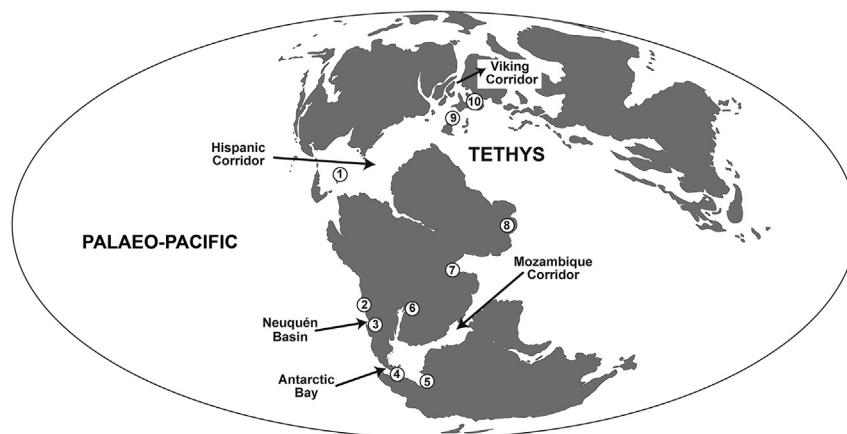 Viking
Corridor
10
9
Hispanic
Corridor
TETHYS
1
8
PALAEO-PACIFIC
7
Mozambique
Corridor
2
6
Neuquén
Basin
3
4
5
Antarctic
Bay